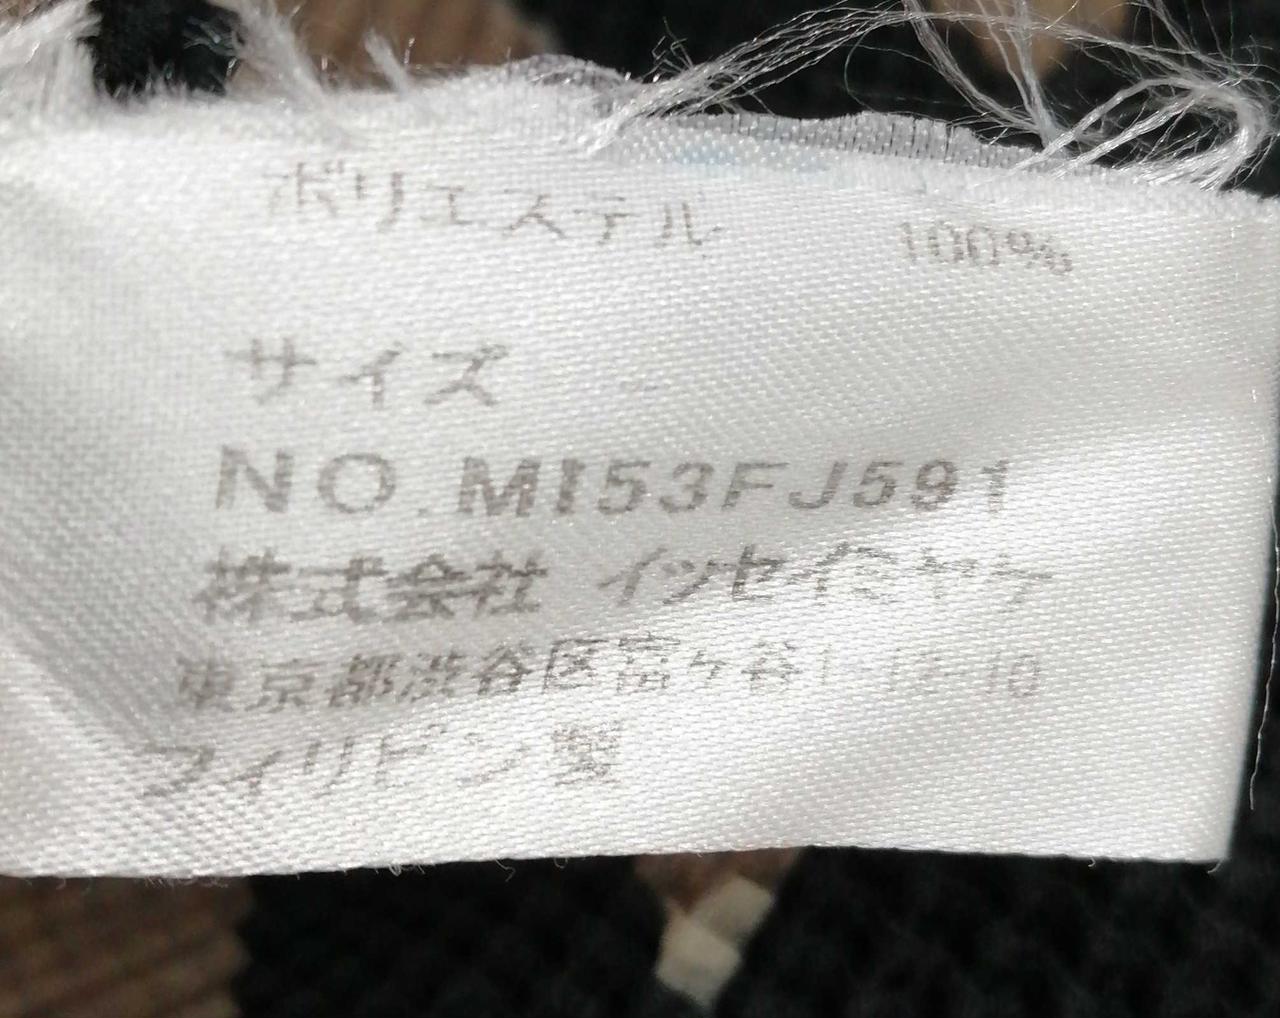 ポリエステル 100%
サイズ
NO.MI53FJ591
株式会社 イッセイミヤケ
東京都渋谷区富ケ谷1-12-10
フィリピン製